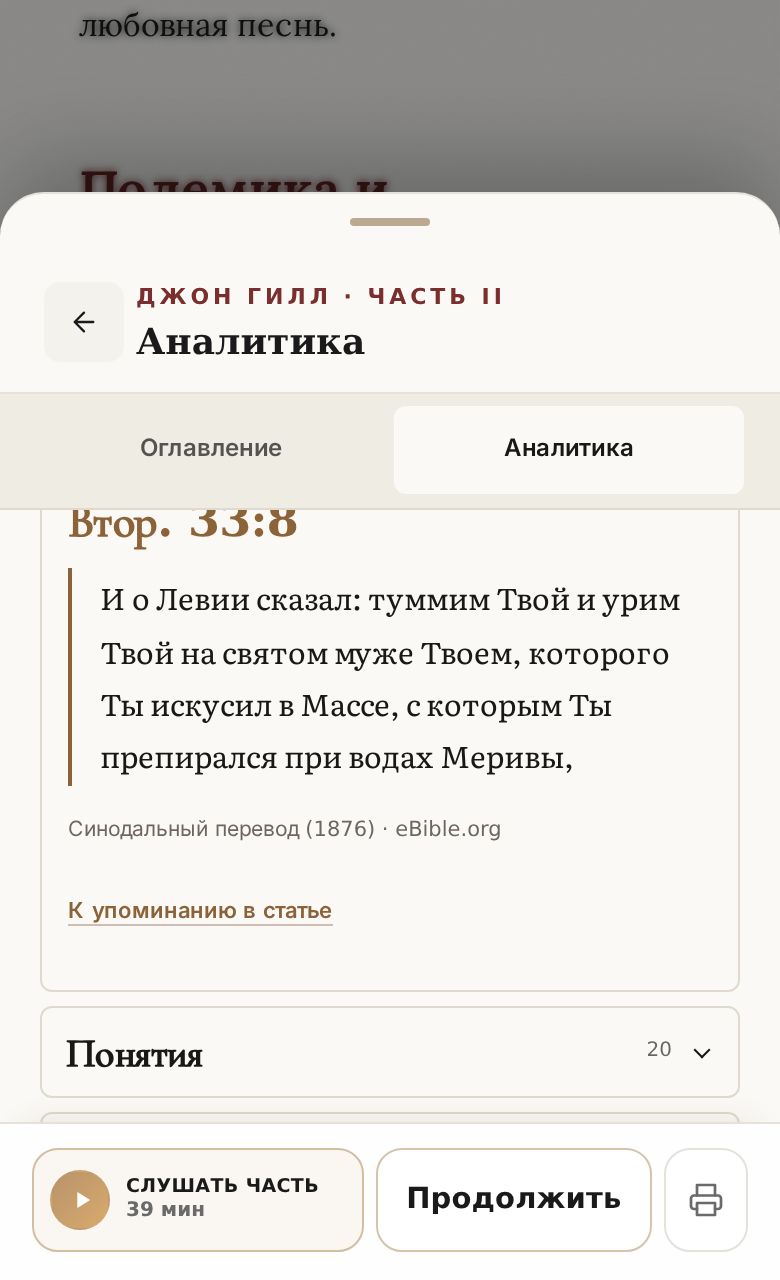 любовная песнь.
Полемика и
ДЖОН ГИЛЛ · ЧАСТЬ II
Аналитика
Оглавление
Аналитика
Втор. 33:8
И о Левии сказал: туммим Твой и урим
Твой на святом муже Твоем, которого
Ты искусил в Массе, с которым Ты
препирался при водах Меривы,
Синодальный перевод (1876) · eBible.org
К упоминанию в статье
Понятия
20
СЛУШАТЬ ЧАСТЬ
39 мин
Продолжить